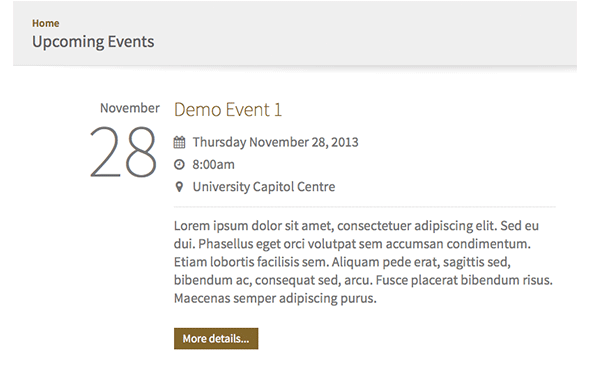 Home
Upcoming Events
November
28
Demo Event 1
Thursday November 28, 2013
8:00am
University Capitol Centre
Lorem ipsum dolor sit amet, consectetuer adipiscing elit. Sed eu
dui. Phasellus eget orci volutpat sem accumsan condimentum.
Etiam lobortis facilisis sem. Aliquam pede erat, sagittis sed,
bibendum ac, consequat sed, arcu. Fusce placerat bibendum risus.
Maecenas semper adipiscing purus.
More details...